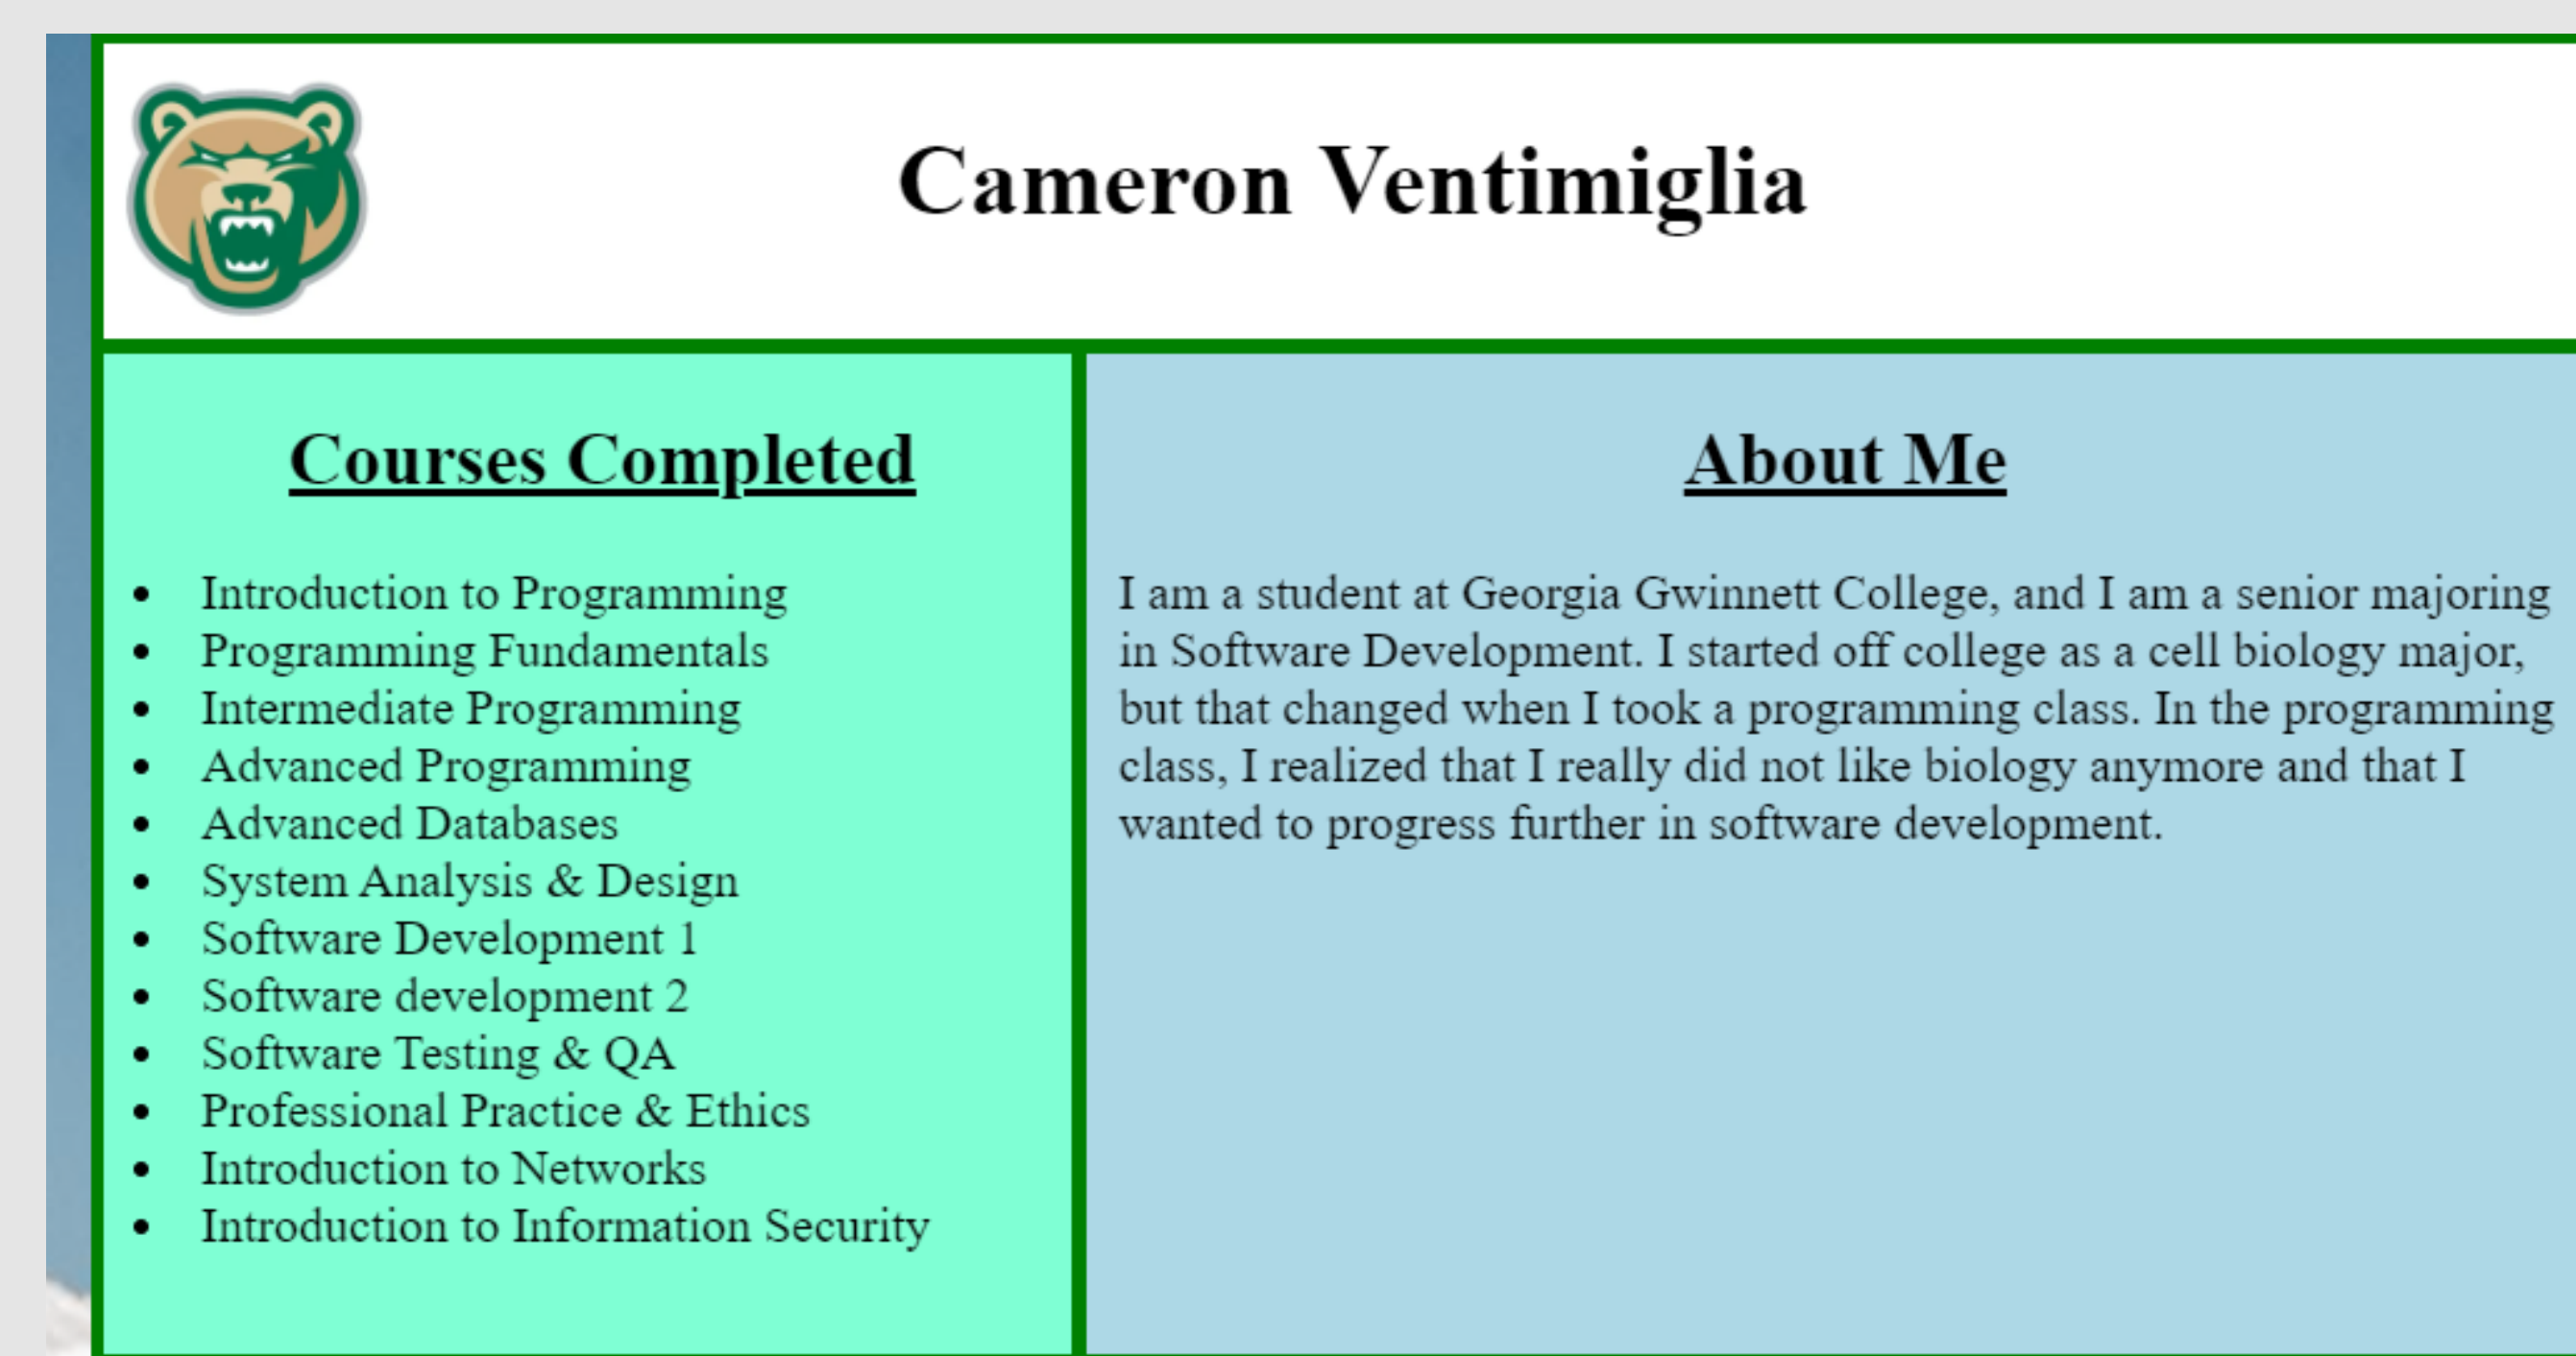 Cameron Ventimiglia
Courses Completed
Introduction to Programming
Programming Fundamentals
Intermediate Programming
Advanced Programming
Advanced Databases
System Analysis & Design
Software Development 1
Software development 2
Software Testing & QA
Professional Practice & Ethics
Introduction to Networks
Introduction to Information Security
About Me
I am a student at Georgia Gwinnett College, and I am a senior majoring
in Software Development. I started off college as a cell biology major,
but that changed when I took a programming class. In the programming
class, I realized that I really did not like biology anymore and that I
wanted to progress further in software development.